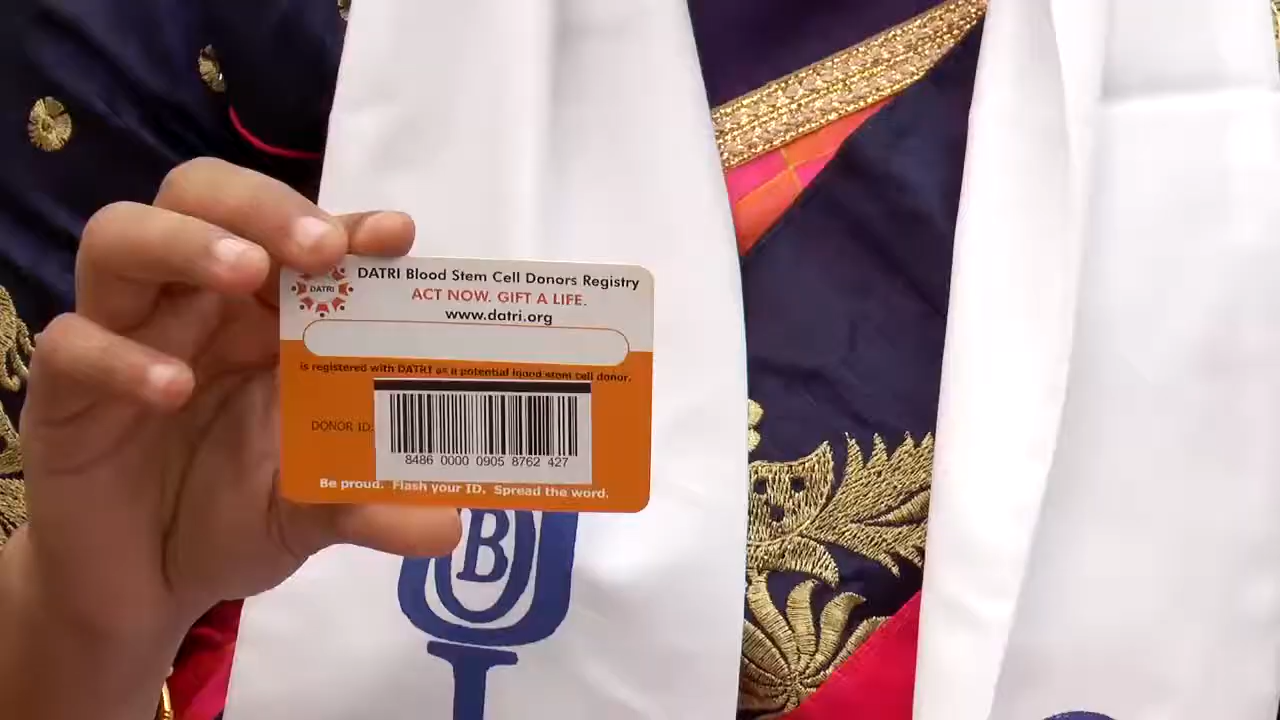 DATRI Blood Stem Cell Donors Registry
DATRI
ACT NOW. GIFT A LIFE.
www.datri.org
is registered with DATRI as a potential blood stem cell donor.
DONOR ID:
8486 0000 0905 8762 427
Be proud. Flash your ID. Spread the word.
B